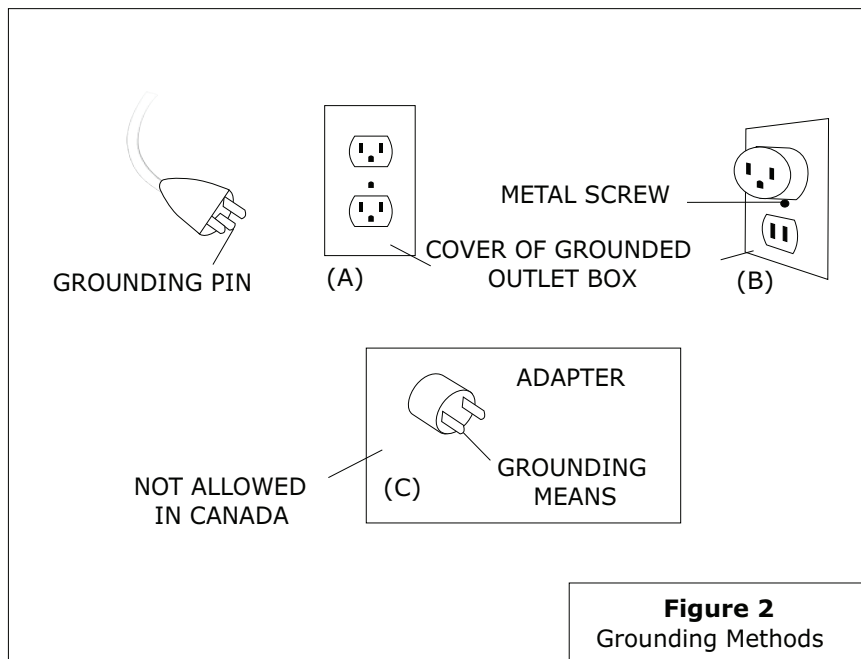 GROUNDING PIN
(A)
METAL SCREW
COVER OF GROUNDED
OUTLET BOX
(B)
ADAPTER
GROUNDING
MEANS
NOT ALLOWED
IN CANADA
(C)
Figure 2
Grounding Methods